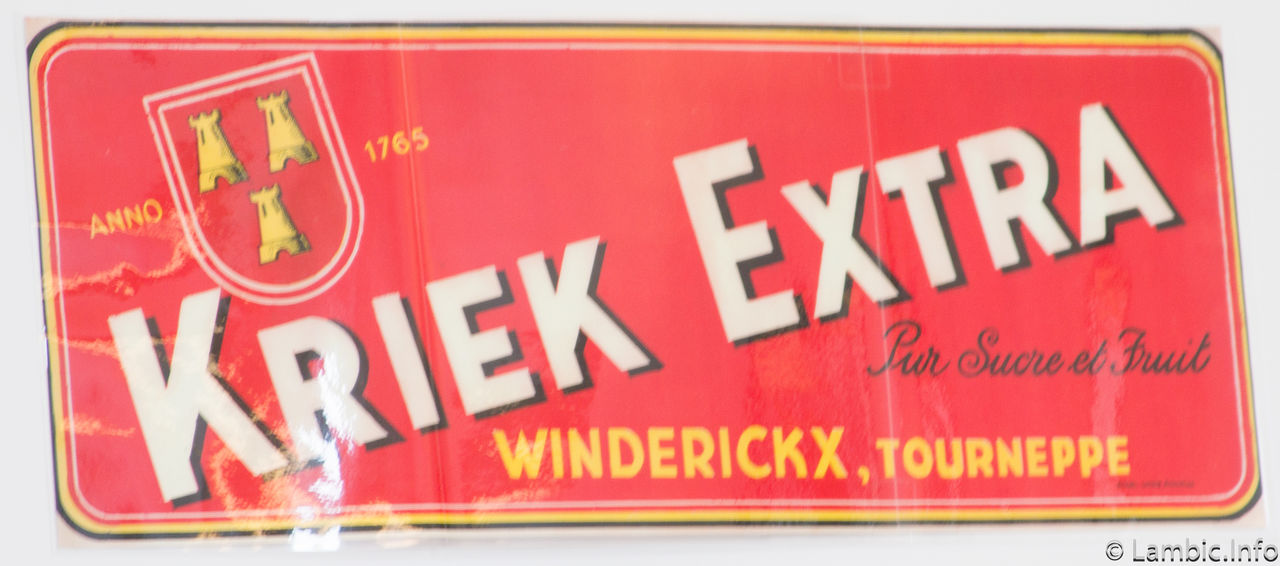 ANNO 1765
KRIEK EXTRA
Pur Sucre et Fruit
WINDERICKX, TOURNEPPE
© Lambic.Info